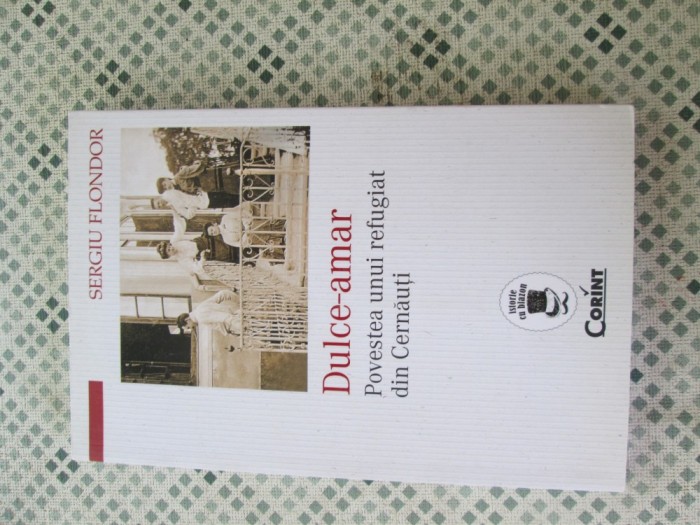 SERGIU FLONDOR
Dulce-amar
Povestea unui refugiat
din Cernăuți
istorie
cu blazon
CORINT